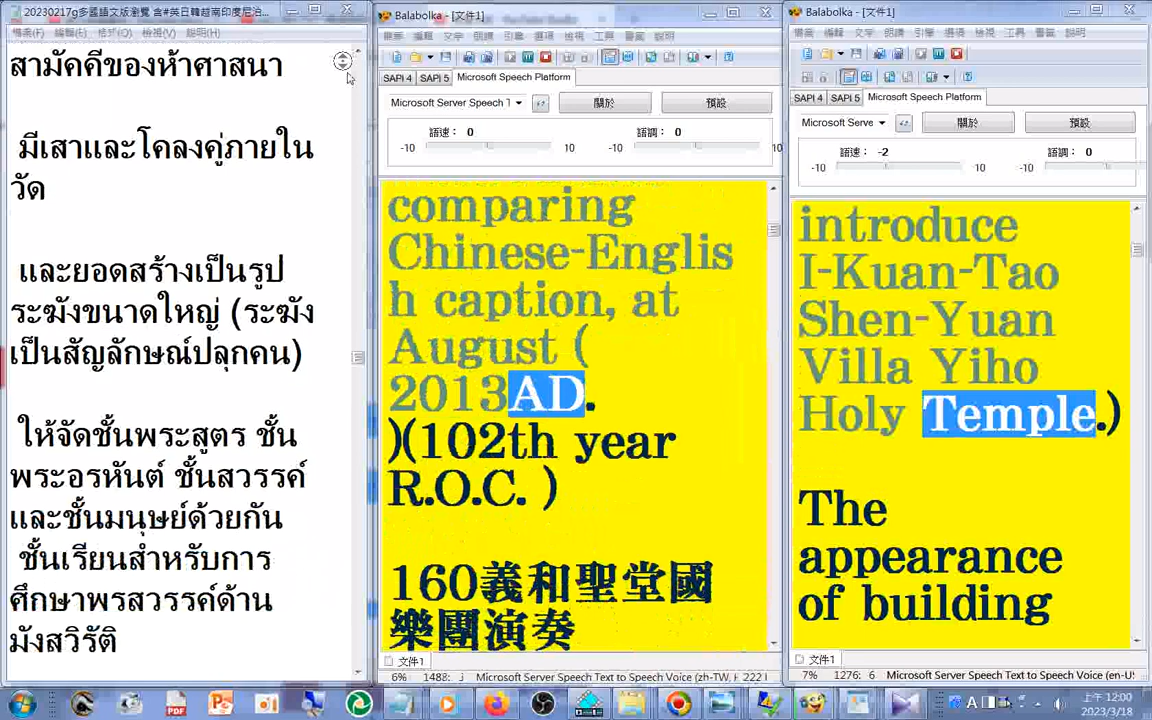 20230217g多國語文版瀏覽 含#英日韓越南印度尼泊...
สามัคคีของห้าศาสนา
มีเสาและโคลงคู่ภายใน
วัด
และยอดสร้างเป็นรูป
ระฆังขนาดใหญ่ (ระฆัง
เป็นสัญลักษณ์ปลุกคน)
ให้จัดชั้นพระสูตร ชั้น
พระอรหันต์ ชั้นสวรรค์
และชั้นมนุษย์ด้วยกัน
ชั้นเรียนสำหรับการ
ศึกษาพรสวรรค์ด้าน
มังสวิรัติ
Balabolka - [文件1]
SAPI 4 SAPI 5 Microsoft Speech Platform
Microsoft Server Speech T
關於
預設
語速： 0
語調： 0
-10 10 -10 10
comparing
Chinese-Englis
h caption, at
August (
2013AD.
)(102th year
R.O.C. )
160義和聖堂國
樂團演奏
文件1
6% 1488: Microsoft Server Speech Text to Speech Voice (zh-TW, H 222 I
Balabolka - [文件1]
SAPI 4 SAPI 5 Microsoft Speech Platform
Microsoft Serve
關於
預設
語速： -2
語調： 0
-10 10 -10
introduce
I-Kuan-Tao
Shen-Yuan
Villa Yiho
Holy Temple.)
The
appearance
of building
文件1
7% 1276: 6 Microsoft Server Speech Text to Speech Voice (en-US
上午 12:00
2023/3/18